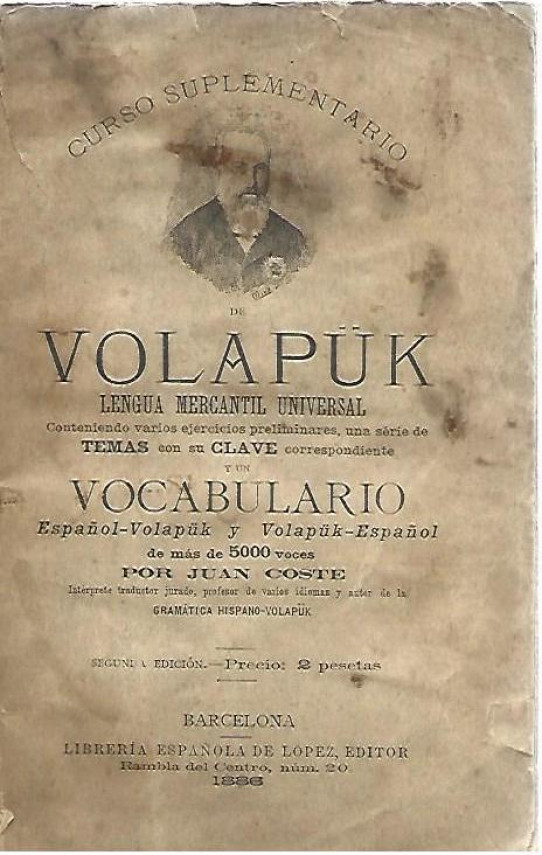 CURSO SUPLEMENTARIO
DE
VOLAPÜK
LENGUA MERCANTIL UNIVERSAL
Conteniendo varios ejercicios preliminares, una série de
TEMAS con su CLAVE correspondiente
Y UN
VOCABULARIO
Español-Volapük y Volapük-Español
de más de 5000 voces
POR JUAN COSTE
Intérprete traductor jurado, profesor de varios idiomas y autor de la
GRAMÁTICA HISPANO-VOLAPÜK
SEGUNDA EDICIÓN.—Precio: 2 pesetas
BARCELONA
LIBRERÍA ESPAÑOLA DE LOPEZ, EDITOR
Rambla del Centro, núm. 20
1886